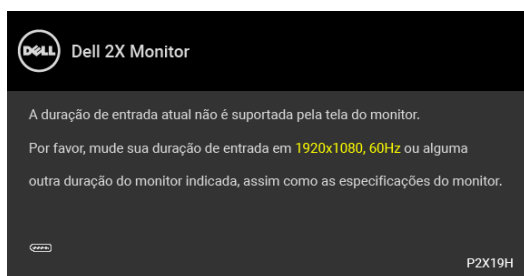 DELL
Dell 2X Monitor
A duração de entrada atual não é suportada pela tela do monitor.
Por favor, mude sua duração de entrada em 1920x1080, 60Hz ou alguma
outra duração do monitor indicada, assim como as especificações do monitor.
P2X19H